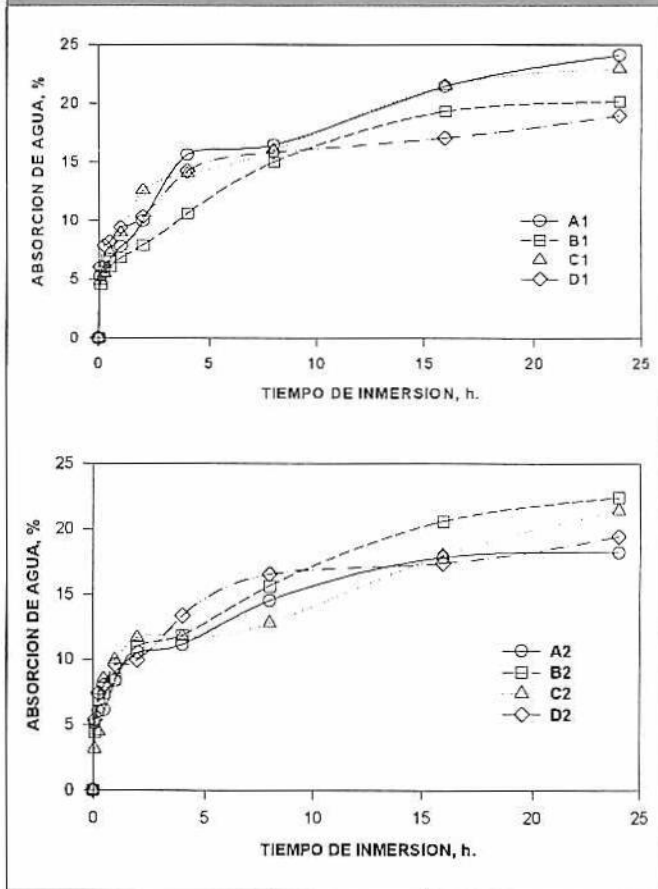 25
20
15
10
5
0
ABSORCION DE AGUA, %
A1
B1
C1
D1
0 5 10 15 20 25
TIEMPO DE INMERSION, h.
25
20
15
10
5
0
ABSORCION DE AGUA, %
A2
B2
C2
D2
0 5 10 15 20 25
TIEMPO DE INMERSION, h.